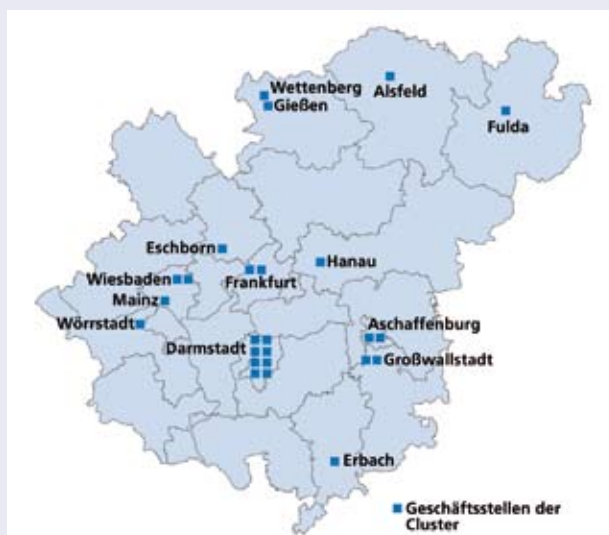 Wettenberg
Gießen
Alsfeld
Fulda
Eschborn
Hanau
Wiesbaden
Frankfurt
Mainz
Wörrstadt
Aschaffenburg
Darmstadt
Großwallstadt
Erbach
Geschäftsstellen der
Cluster